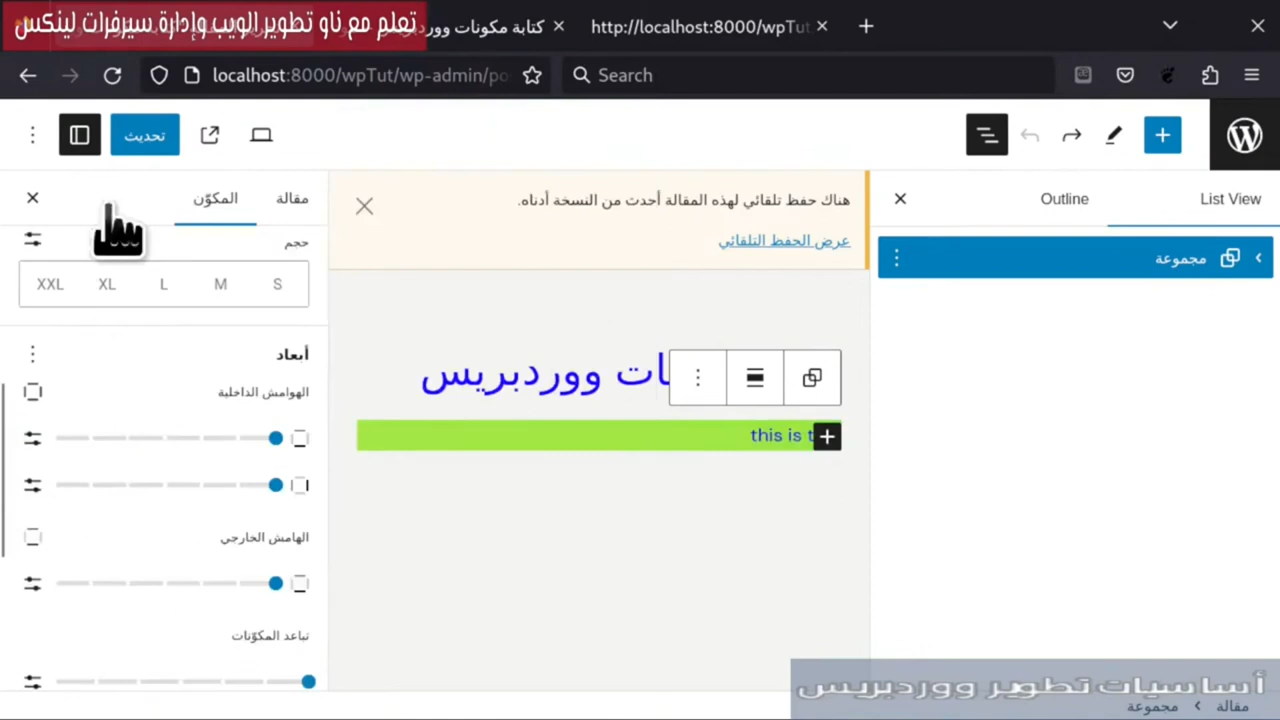 تعلم مع ناو تطوير الويب وإدارة سيرفرات لينكس
كتابة مكونات ووردبريس
http://localhost:8000/wpTut
localhost:8000/wpTut/wp-admin/po
Search
تحديث
مقالة
المكوّن
List View
Outline
هناك حفظ تلقائي لهذه المقالة أحدث من النسخة أدناه.
عرض الحفظ التلقائي
مجموعة
حجم
S
M
L
XL
XXL
أبعاد
الهوامش الداخلية
الهامش الخارجي
تباعد المكوّنات
ات ووردبريس
this is t
أساسيات تطوير ووردبريس
مقالة ‹ مجموعة